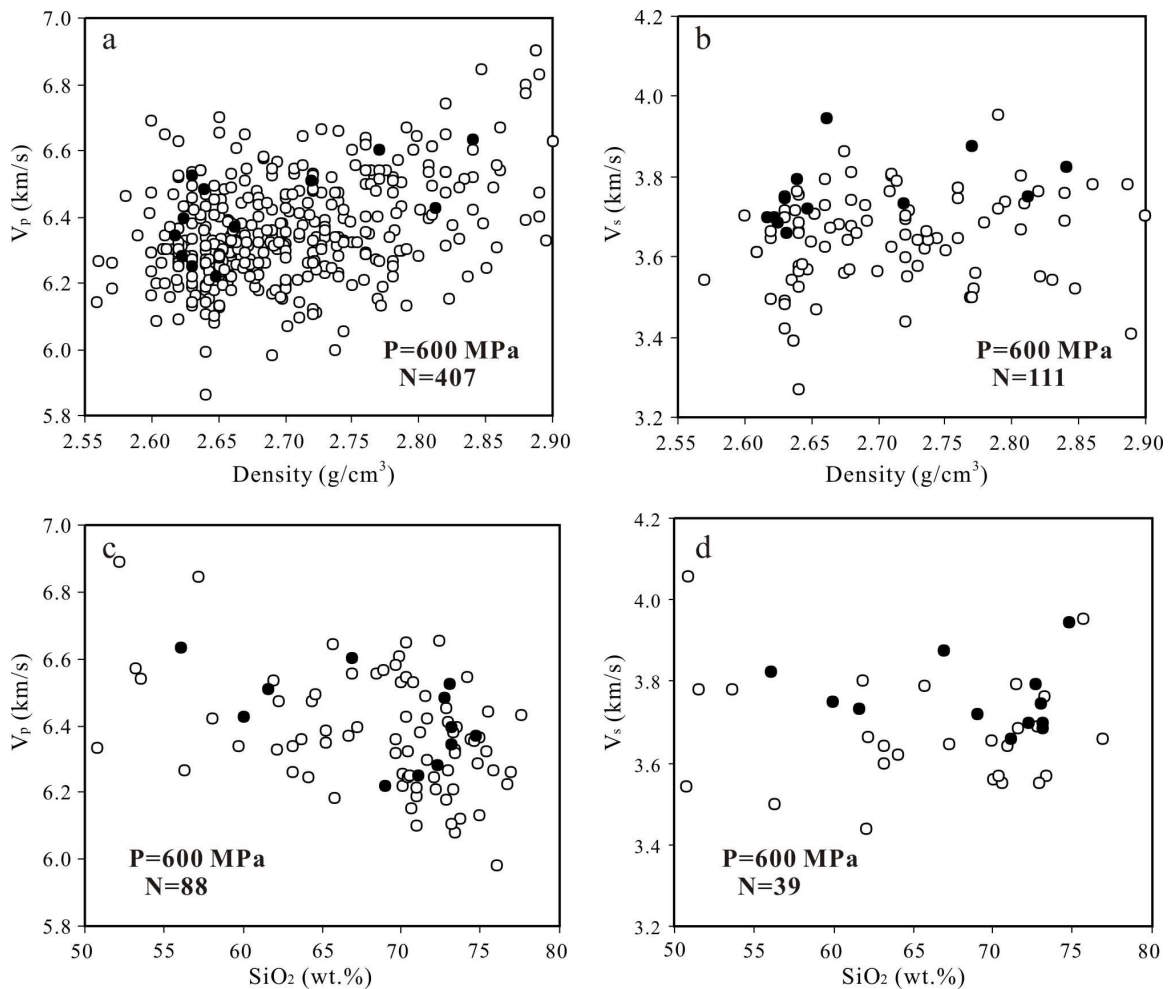 a
7.0
6.8
6.6
6.4
6.2
6.0
5.8
Vp (km/s)
P=600 MPa
N=407
2.55 2.60 2.65 2.70 2.75 2.80 2.85 2.90
Density (g/cm³)
b
4.2
4.0
3.8
3.6
3.4
3.2
Vs (km/s)
P=600 MPa
N=111
2.55 2.60 2.65 2.70 2.75 2.80 2.85 2.90
Density (g/cm³)
c
7.0
6.8
6.6
6.4
6.2
6.0
5.8
Vp (km/s)
P=600 MPa
N=88
50 55 60 65 70 75 80
SiO₂ (wt.%)
d
4.2
4.0
3.8
3.6
3.4
3.2
Vs (km/s)
P=600 MPa
N=39
50 55 60 65 70 75 80
SiO₂ (wt.%)